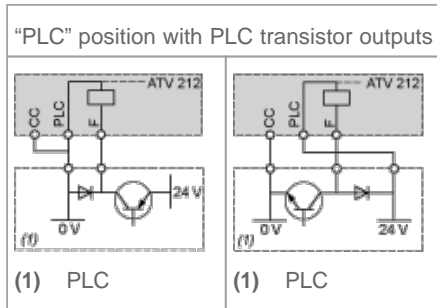 “PLC” position with PLC transistor outputs
ATV 212
CC
PLC
F
0 V
24 V
(1)
(1) PLC
ATV 212
CC
PLC
F
0 V
24 V
(1)
(1) PLC